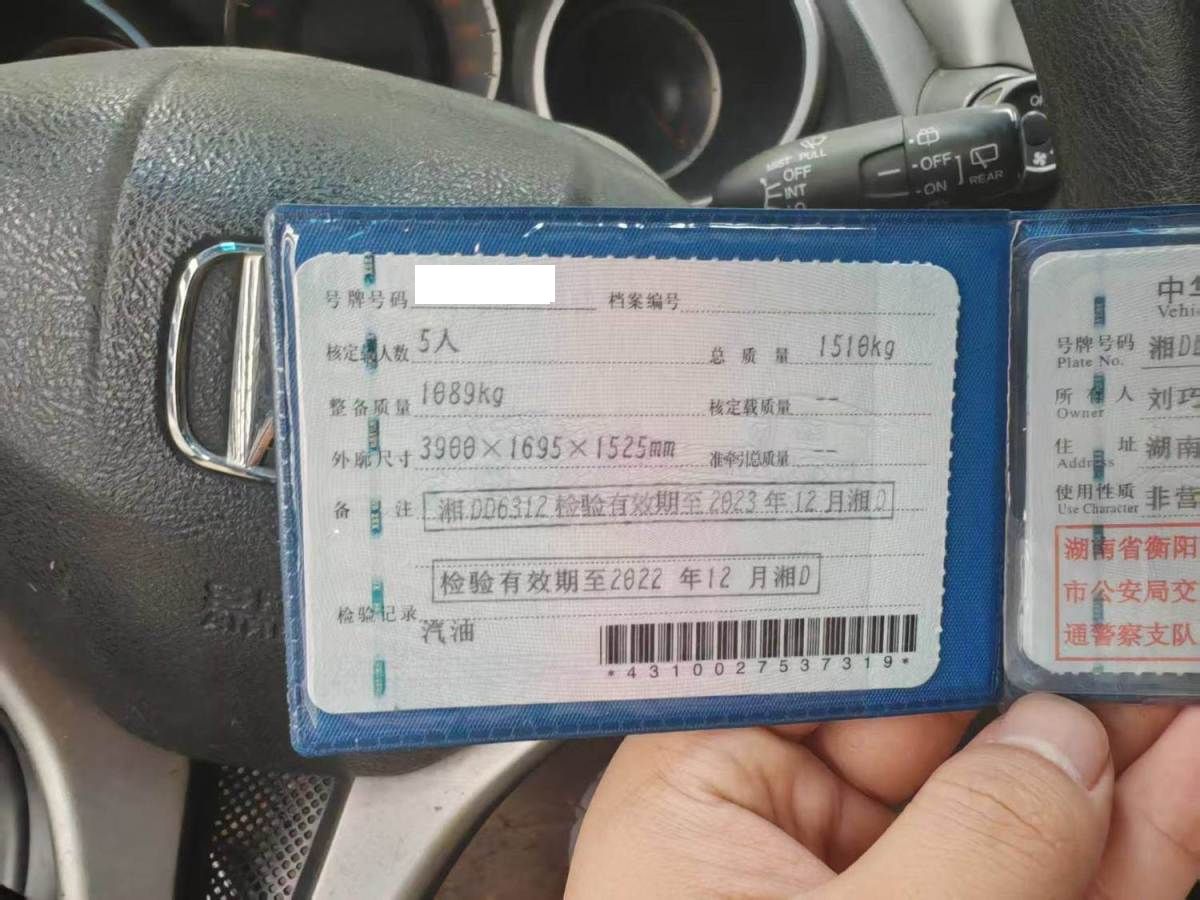 MIST PULL
OFF
INT
OFF
ON
REAR
号牌号码 档案编号
核定载人数 5人 总质量 1510kg
整备质量 1089kg 核定载质量 --
外廓尺寸 3900×1695×1525mm 准牵引总质量 --
备注 湘DD6312 检验有效期至2023年12月湘D
检验有效期至2022 年12 月湘D
检验记录
汽油
*4310027537319*
中
Vehi
号牌号码 湘DD
Plate No.
所有人 刘巧
Owner
住址 湖南
Address
使用性质 非营
Use Character
湖南省衡阳
市公安局交
通警察支队